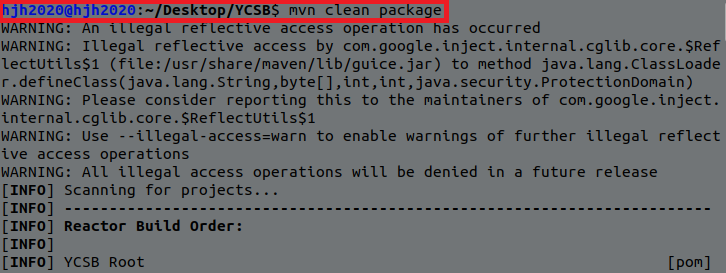 hjh2020@hjh2020:~/Desktop/YCSB$ mvn clean package
WARNING: An illegal reflective access operation has occurred
WARNING: Illegal reflective access by com.google.inject.internal.cglib.core.$Ref
lectUtils$1 (file:/usr/share/maven/lib/guice.jar) to method java.lang.ClassLoade
r.defineClass(java.lang.String,byte[],int,int,java.security.ProtectionDomain)
WARNING: Please consider reporting this to the maintainers of com.google.inject.
internal.cglib.core.$ReflectUtils$1
WARNING: Use --illegal-access=warn to enable warnings of further illegal reflect
ive access operations
WARNING: All illegal access operations will be denied in a future release
[INFO] Scanning for projects...
[INFO] ------------------------------------------------------------------------
[INFO] Reactor Build Order:
[INFO]
[INFO] YCSB Root [pom]